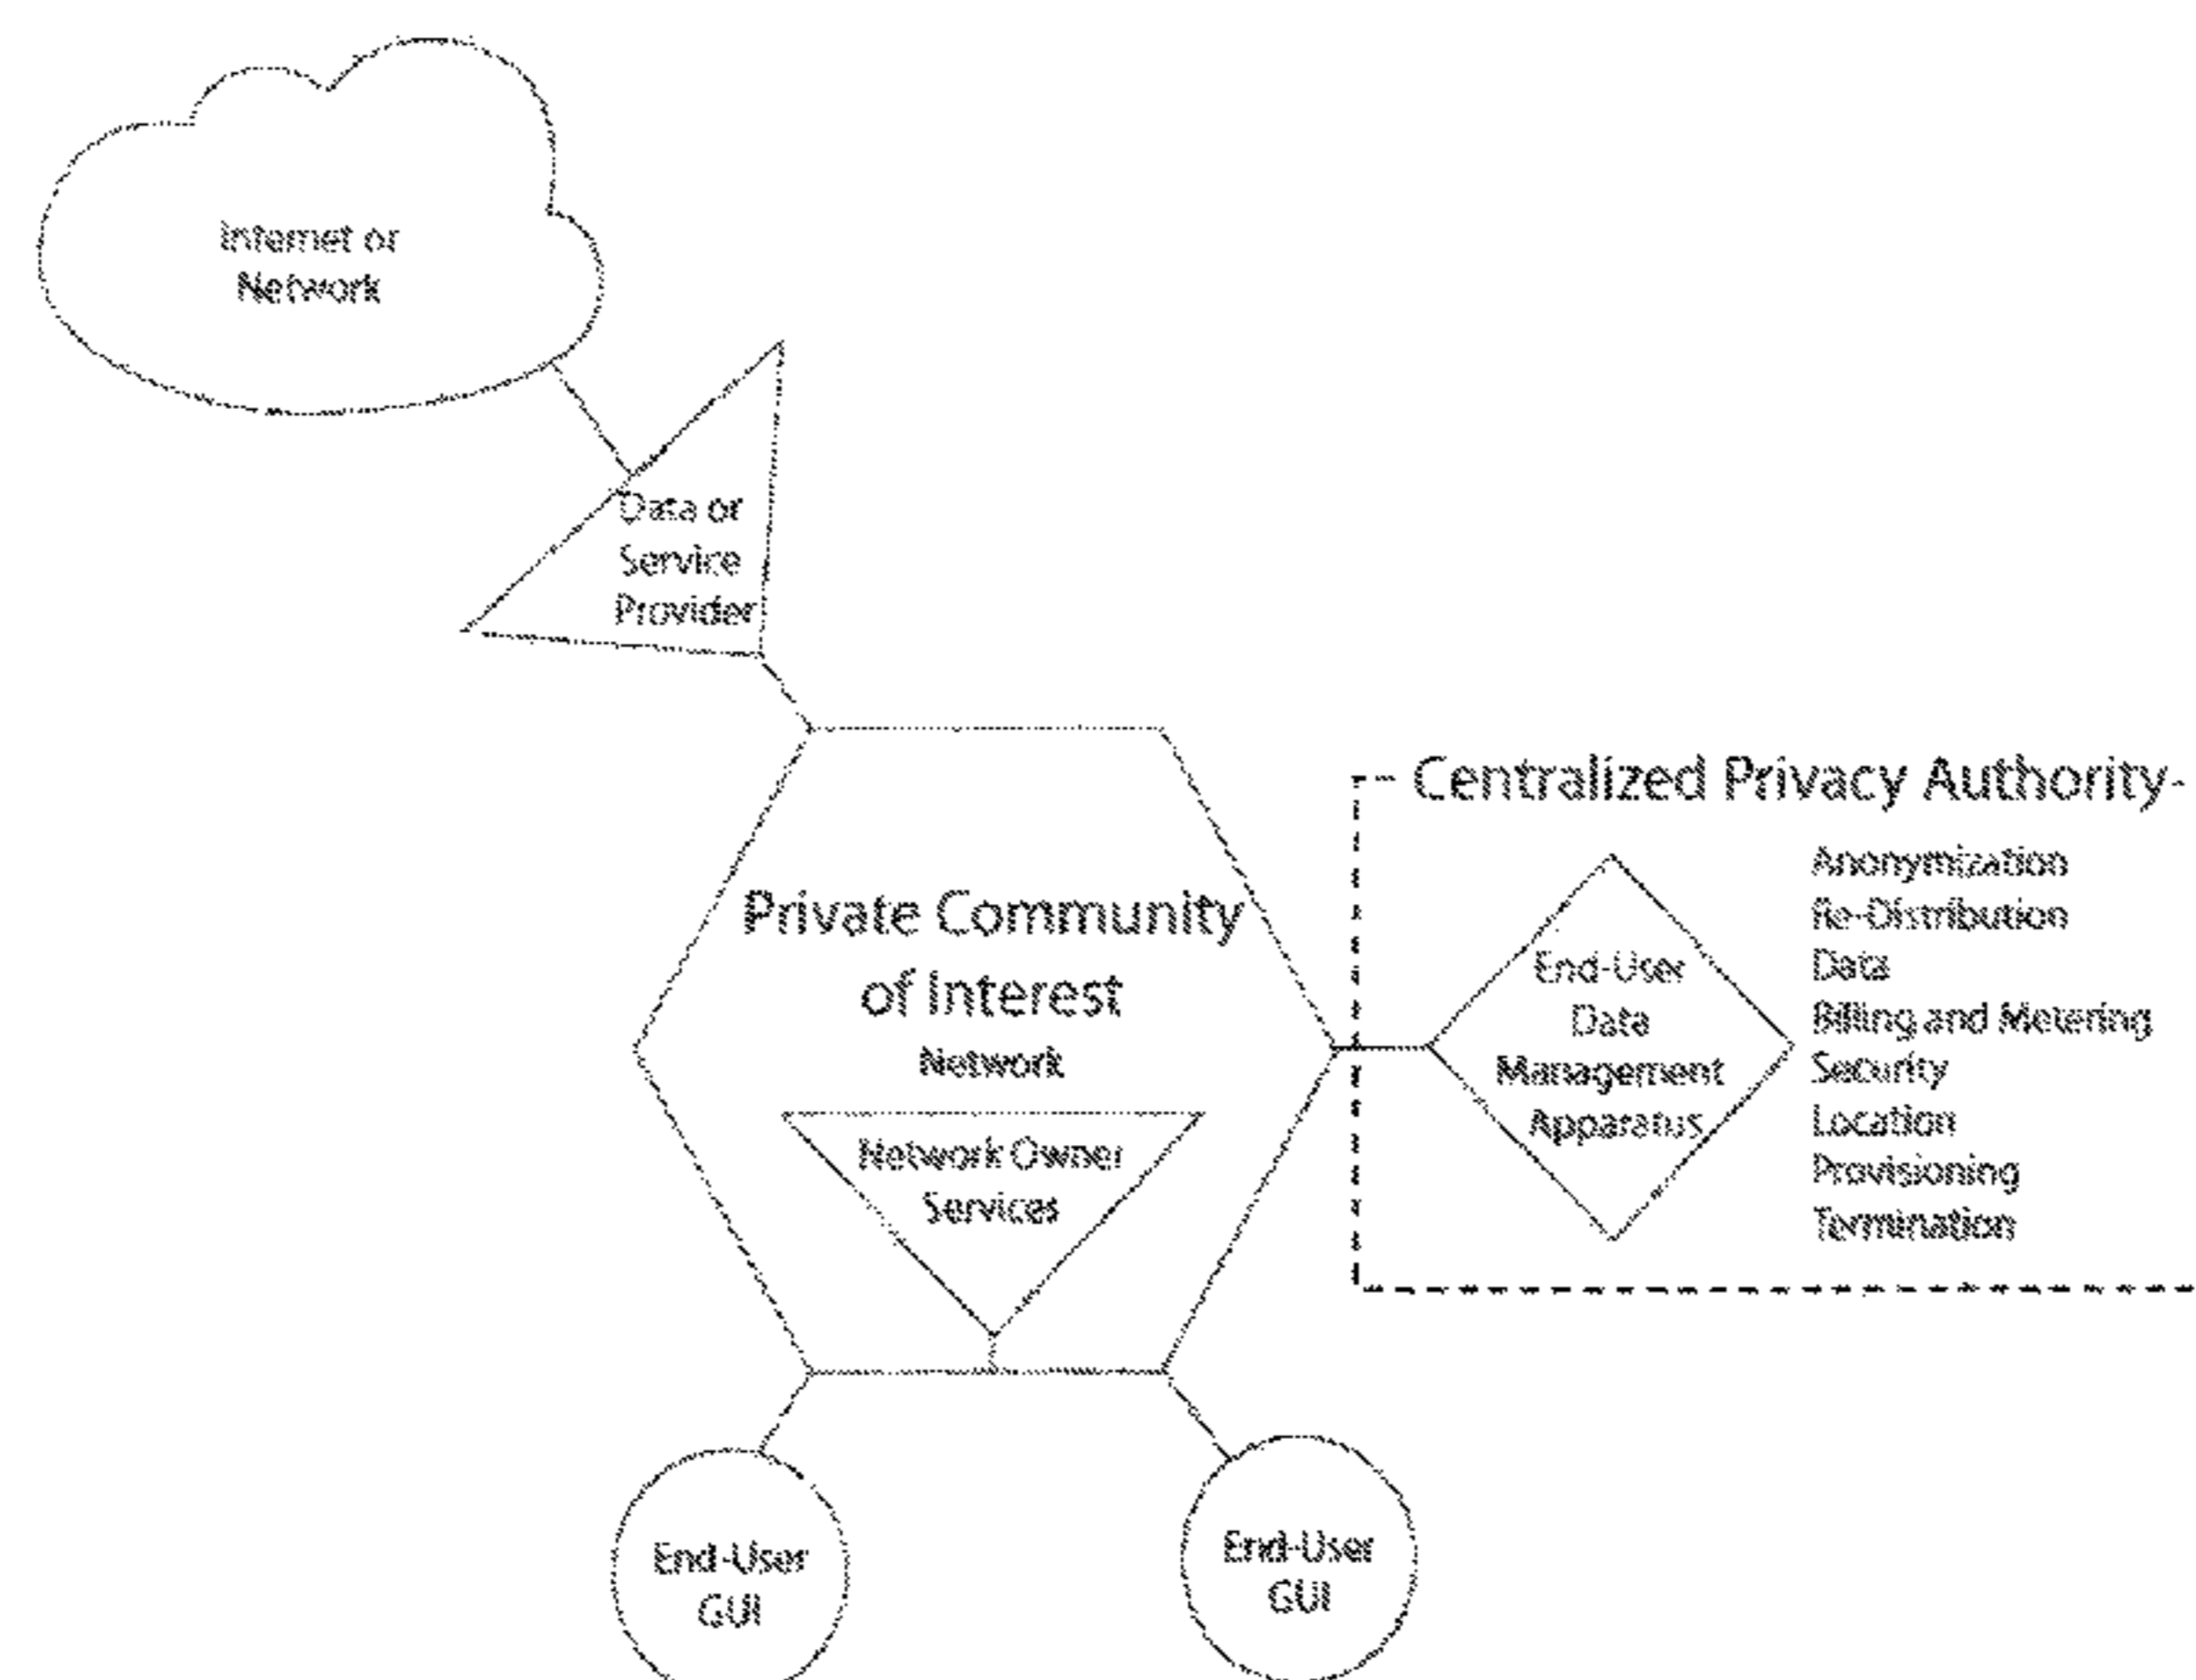 Internet or
Network
Data or
Service
Provider
Private Community
of Interest
Network
Network Owner
Services
Centralized Privacy Authority
End-User
Data
Management
Apparatus
Anonymization
Re-Distribution
Data
Billing and Metering
Security
Location
Provisioning
Termination
End-User
GUI
End-User
GUI